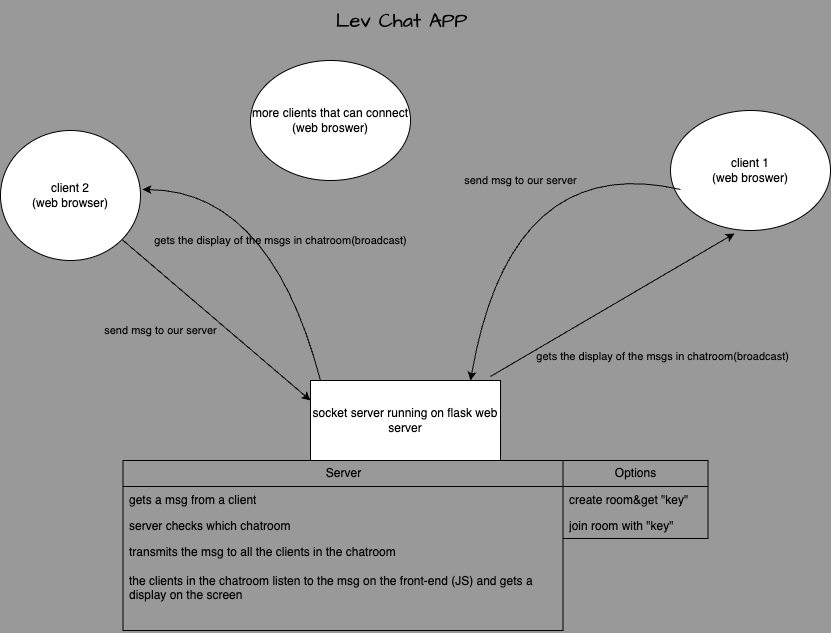 Lev Chat APP
more clients that can connect
(web broswer)
client 1
(web broswer)
client 2
(web browser)
send msg to our server
gets the display of the msgs in chatroom(broadcast)
send msg to our server
gets the display of the msgs in chatroom(broadcast)
socket server running on flask web
server
Server
Options
gets a msg from a client
create room&get "key"
server checks which chatroom
join room with "key"
transmits the msg to all the clients in the chatroom
the clients in the chatroom listen to the msg on the front-end (JS) and gets a
display on the screen